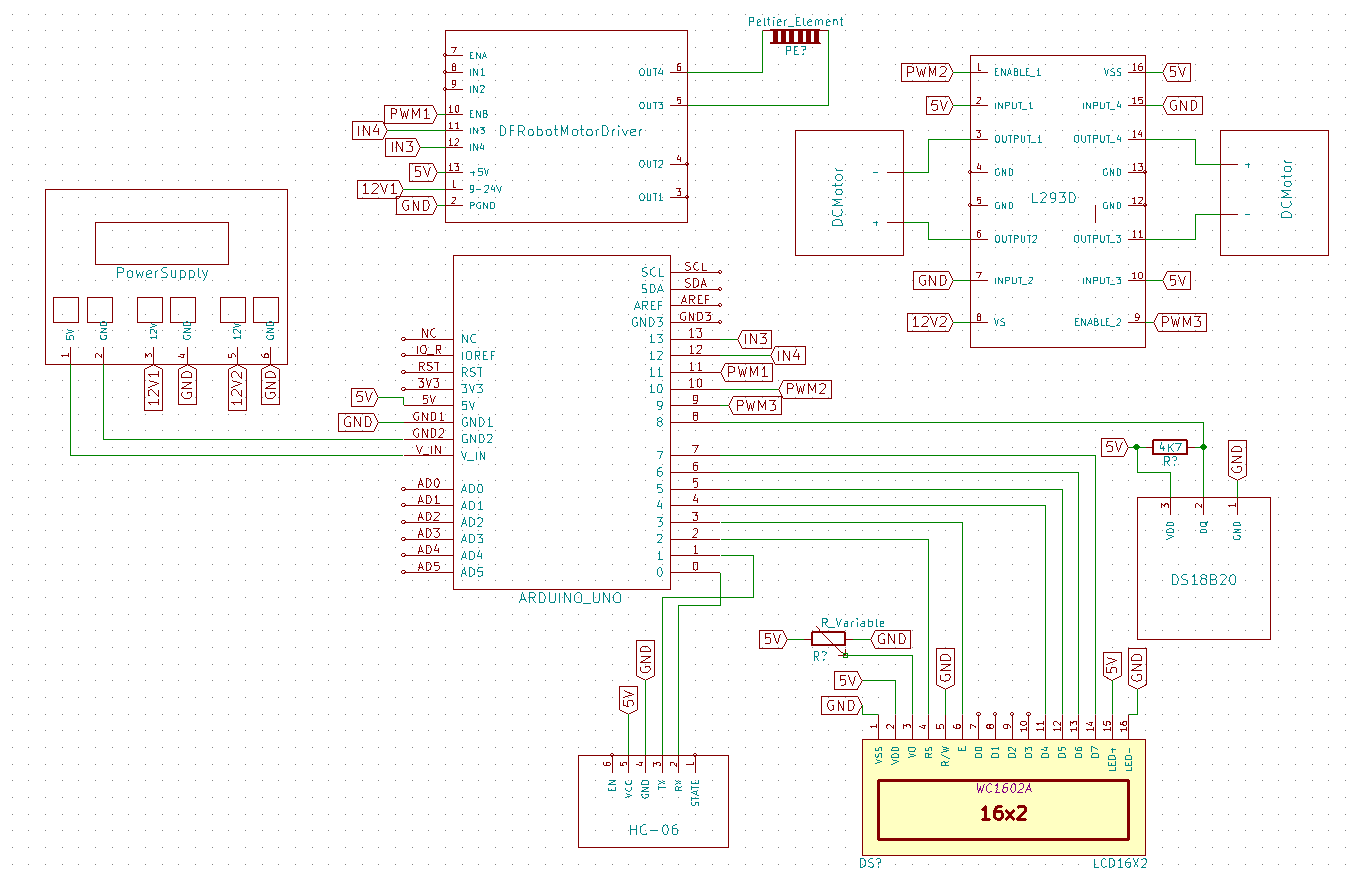 Peltier_Element
PE?
7 ENA
8 IN1
9 IN2
PWM1 10 ENB
IN4 11 IN3
IN3 12 IN4
5V 13 +5V
12V1 1 9-24V
GND 2 PGND
DFRobotMotorDriver
OUT4 6
OUT3 5
OUT2 4
OUT1 3
PWM2 1 ENABLE_1
5V 2 INPUT_1
3 OUTPUT_1
4 GND
5 GND
6 OUTPUT2
GND 7 INPUT_2
12V2 8 VS
L293D
VSS 16 5V
INPUT_4 15 GND
OUTPUT_4 14
GND 13
GND 12
OUTPUT_3 11
INPUT_3 10 5V
ENABLE_2 9 PWM3
DCMotor
-
+
DCMotor
+
-
PowerSupply
5V
GND
12V
GND
12V
GND
1
2
3
4
5
6
12V1
GND
12V2
GND
NC NC
IO_R IOREF
RST RST
3V3 3V3
5V 5V 5V
GND GND1 GND1
GND2 GND2
V_IN V_IN
AD0 AD0
AD1 AD1
AD2 AD2
AD3 AD3
AD4 AD4
AD5 AD5
SCL SCL
SDA SDA
AREF AREF
GND3 GND3
13 13 IN3
12 12 IN4
11 11 PWM1
10 10 PWM2
9 9 PWM3
8 8
7 7
6 6
5 5
4 4
3 3
2 2
1 1
0 0
ARDUINO_UNO
5V
4K7
R?
GND
3
2
1
VDD
DQ
GND
DS18B20
R_Variable
5V
GND
R?
5V
GND
GND
5V
GND
1
2
3
4
5
6
7
8
9
10
11
12
13
14
15
16
VSS
VDD
VO
RS
R/W
E
D0
D1
D2
D3
D4
D5
D6
D7
LED+
LED-
WC1602A
16x2
DS?
LCD16X2
GND
5V
6
5
4
3
2
1
EN
VCC
GND
TX
RX
STATE
HC-06